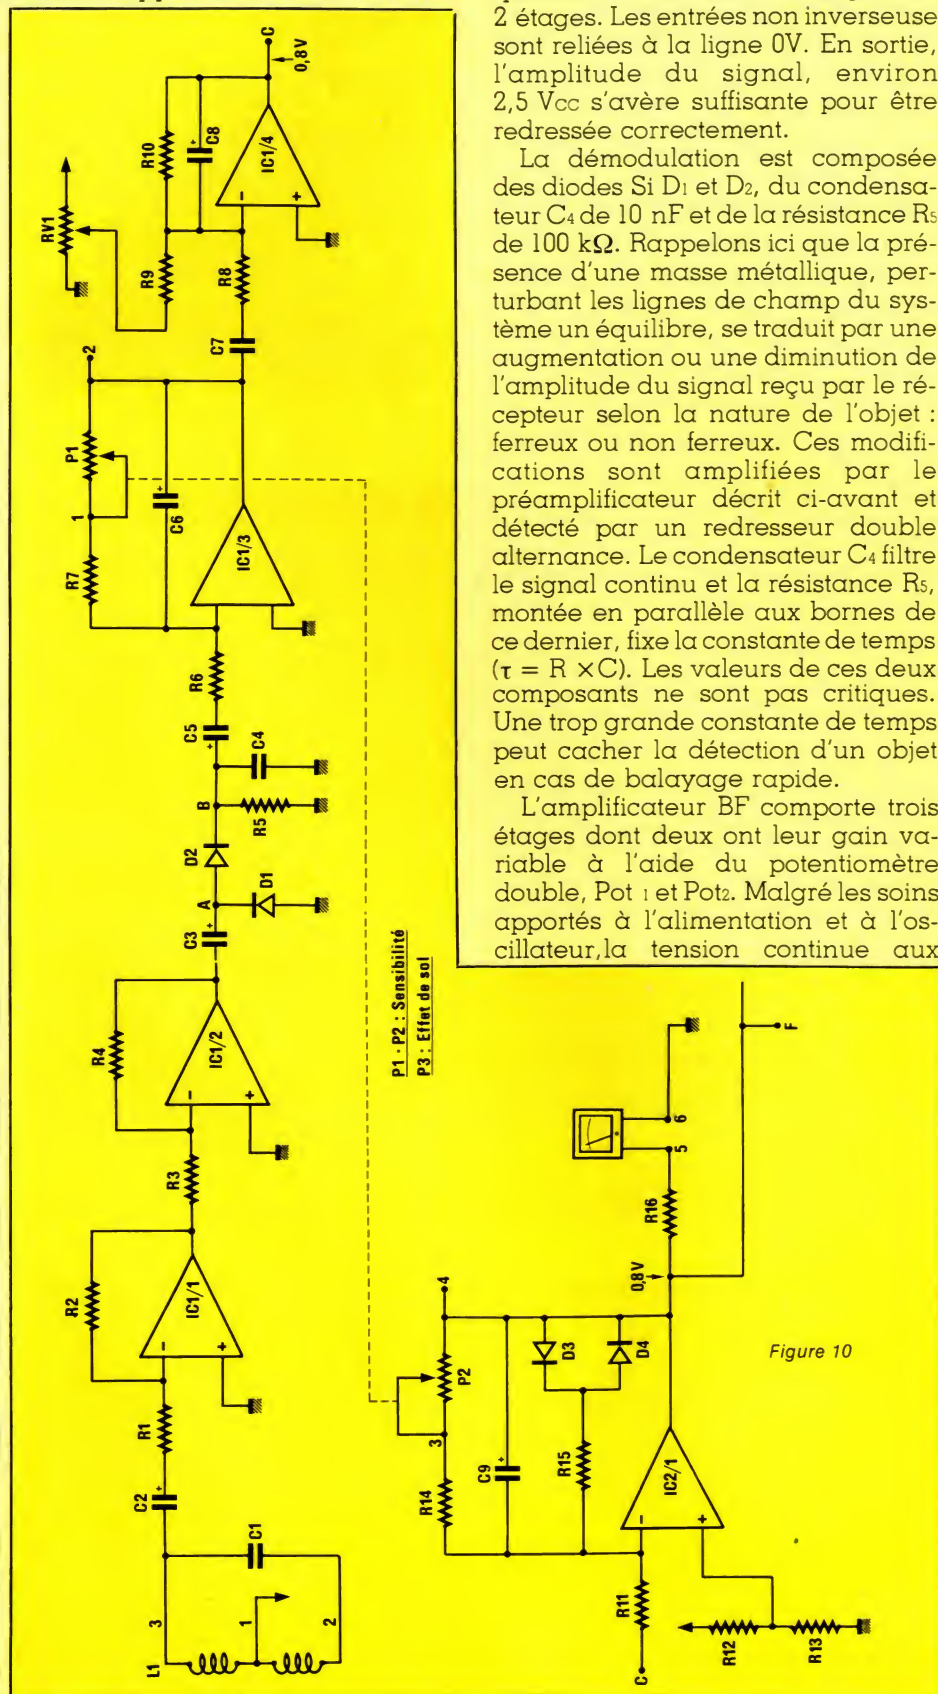 2 étages. Les entrées non inverseuse
sont reliées à la ligne 0V. En sortie,
l'amplitude du signal, environ
2,5 Vcc s'avère suffisante pour être
redressée correctement.
La démodulation est composée
des diodes Si D1 et D2, du condensa-
teur C4 de 10 nF et de la résistance R5
de 100 kΩ. Rappelons ici que la pré-
sence d'une masse métallique, per-
turbant les lignes de champ du sys-
tème un équilibre, se traduit par une
augmentation ou une diminution de
l'amplitude du signal reçu par le ré-
cepteur selon la nature de l'objet :
ferreux ou non ferreux. Ces modifi-
cations sont amplifiées par le
préamplificateur décrit ci-avant et
détecté par un redresseur double
alternance. Le condensateur C4 filtre
le signal continu et la résistance R5,
montée en parallèle aux bornes de
ce dernier, fixe la constante de temps
(τ = R × C). Les valeurs de ces deux
composants ne sont pas critiques.
Une trop grande constante de temps
peut cacher la détection d'un objet
en cas de balayage rapide.
L'amplificateur BF comporte trois
étages dont deux ont leur gain va-
riable à l'aide du potentiomètre
double, Pot 1 et Pot2. Malgré les soins
apportés à l'alimentation et à l'os-
cillateur,la tension continue aux
L1
3
1
2
C1
C2
+
R1
R2
-
+
IC1/1
R3
R4
-
+
IC1/2
C3
+
A
D1
D2
B
R5
C4
C5
+
R6
R7
1
P1
2
C6
+
IC1/3
C7
R8
R9
RV1
R10
C8
+
-
+
IC1/4
0,8V
C
P1 - P2 : Sensibilité
P3 : Effet de sol
C
R11
R12
R13
R14
3
P2
4
C9
+
R15
D3
D4
-
+
IC2/1
0,8V
R16
5
6
F
Figure 10